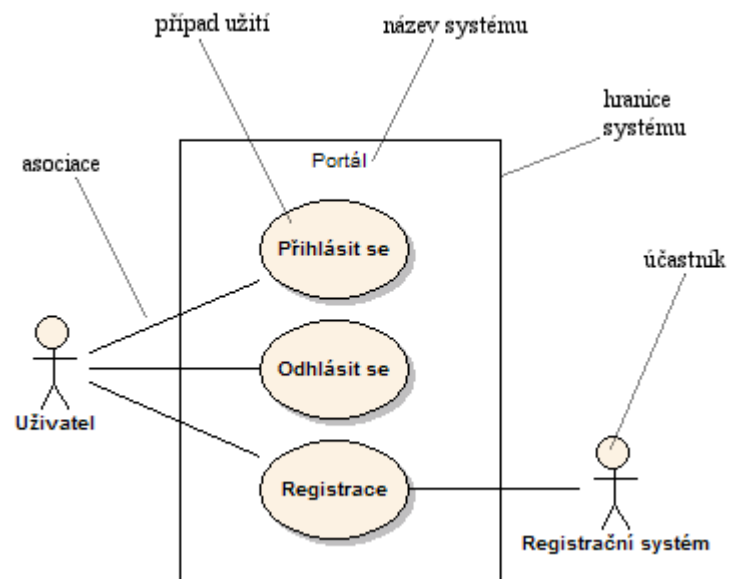 případ užití
název systému
hranice
systému
asociace
Portál
Přihlásit se
účastník
Odhlásit se
Uživatel
Registrace
Registrační systém